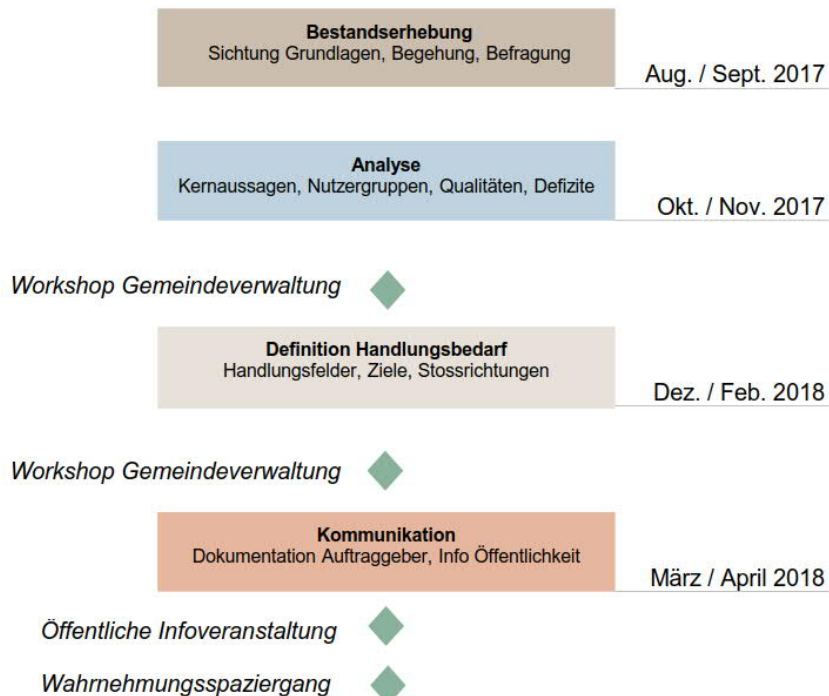 Bestandserhebung
Sichtung Grundlagen, Begehung, Befragung
Aug. / Sept. 2017
Analyse
Kernaussagen, Nutzergruppen, Qualitäten, Defizite
Okt. / Nov. 2017
Workshop Gemeindeverwaltung
Definition Handlungsbedarf
Handlungsfelder, Ziele, Stossrichtungen
Dez. / Feb. 2018
Workshop Gemeindeverwaltung
Kommunikation
Dokumentation Auftraggeber, Info Öffentlichkeit
März / April 2018
Öffentliche Infoveranstaltung
Wahrnehmungsspaziergang